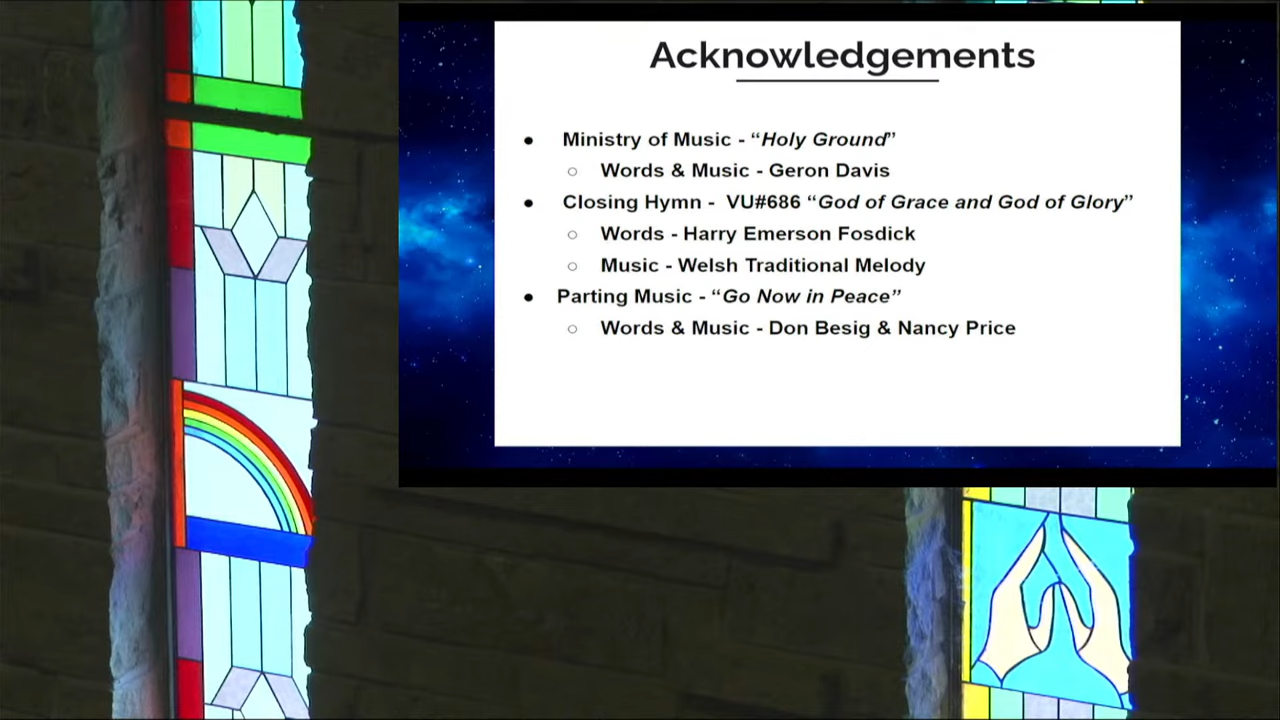 Acknowledgements
● Ministry of Music - “Holy Ground”
○ Words & Music - Geron Davis
● Closing Hymn - VU#686 “God of Grace and God of Glory”
○ Words - Harry Emerson Fosdick
○ Music - Welsh Traditional Melody
● Parting Music - “Go Now in Peace”
○ Words & Music - Don Besig & Nancy Price